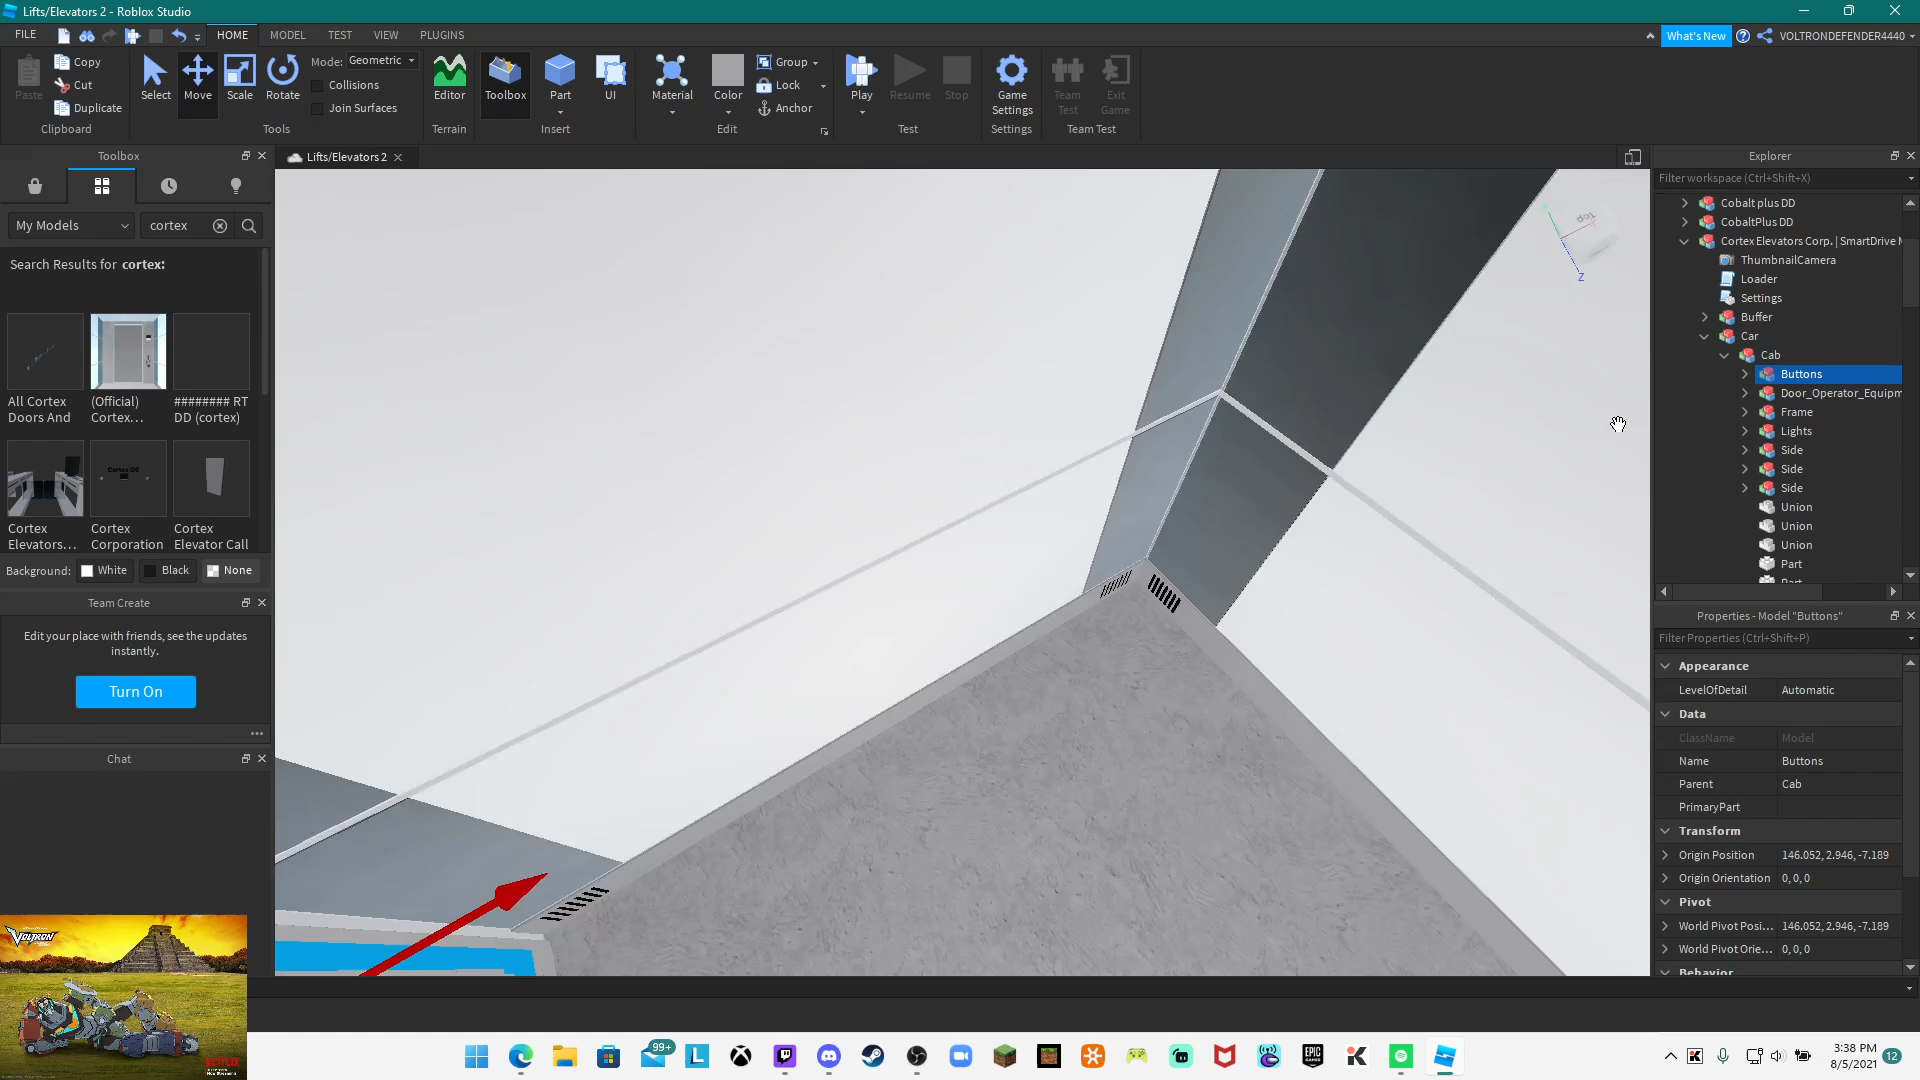 Lifts/Elevators 2 - Roblox Studio
FILE
HOME
MODEL
TEST
VIEW
PLUGINS
What's New
VOLTRONDEFENDER4440
Paste
Copy
Cut
Duplicate
Clipboard
Select
Move
Scale
Rotate
Mode: Geometric
Collisions
Join Surfaces
Tools
Editor
Terrain
Toolbox
Part
UI
Insert
Material
Color
Group
Lock
Anchor
Edit
Play
Resume
Stop
Test
Game
Settings
Settings
Team
Test
Exit
Game
Team Test
Toolbox
My Models
cortex
Search Results for cortex:
All Cortex
Doors And
(Official)
Cortex...
######## RT
DD (cortex)
Cortex OS
Cortex
Elevators...
Cortex
Corporation
Cortex
Elevator Call
Background:
White
Black
None
Team Create
Edit your place with friends, see the updates
instantly.
Turn On
Chat
VOLTRON
NETFLIX
Lifts/Elevators 2
Top
Z
Explorer
Filter workspace (Ctrl+Shift+X)
Cobalt plus DD
CobaltPlus DD
Cortex Elevators Corp. | SmartDrive M
ThumbnailCamera
Loader
Settings
Buffer
Car
Cab
Buttons
Door_Operator_Equipm
Frame
Lights
Side
Side
Side
Union
Union
Union
Part
Part
Properties - Model "Buttons"
Filter Properties (Ctrl+Shift+P)
Appearance
LevelOfDetail Automatic
Data
ClassName Model
Name Buttons
Parent Cab
PrimaryPart
Transform
Origin Position 146.052, 2.946, -7.189
Origin Orientation 0, 0, 0
Pivot
World Pivot Posi... 146.052, 2.946, -7.189
World Pivot Orie... 0, 0, 0
Behavior
99+
L
EPIC
GAMES
K
K
3:38 PM
8/5/2021
12